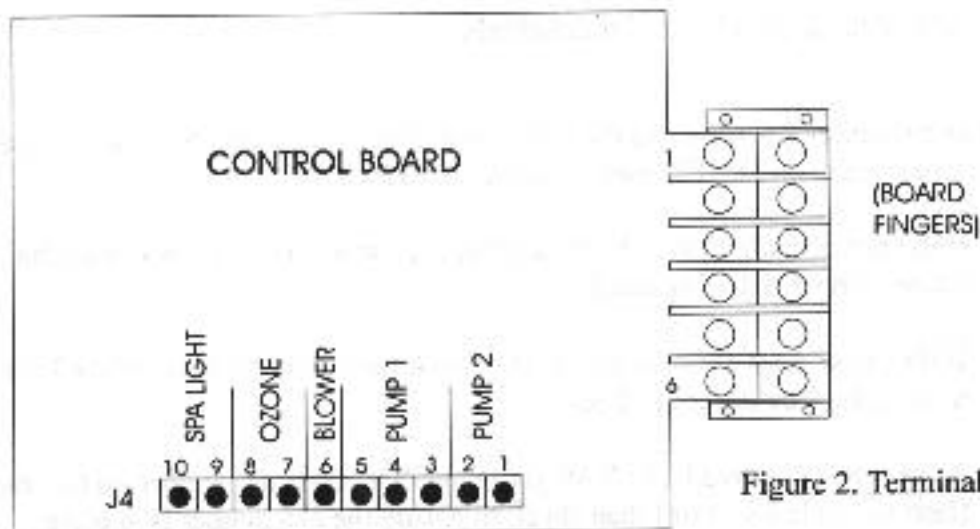 CONTROL BOARD
1
(BOARD
FINGERS)
6
SPA LIGHT
OZONE
BLOWER
PUMP 1
PUMP 2
10 9 8 7 6 5 4 3 2 1
J4
Figure 2. Terminal